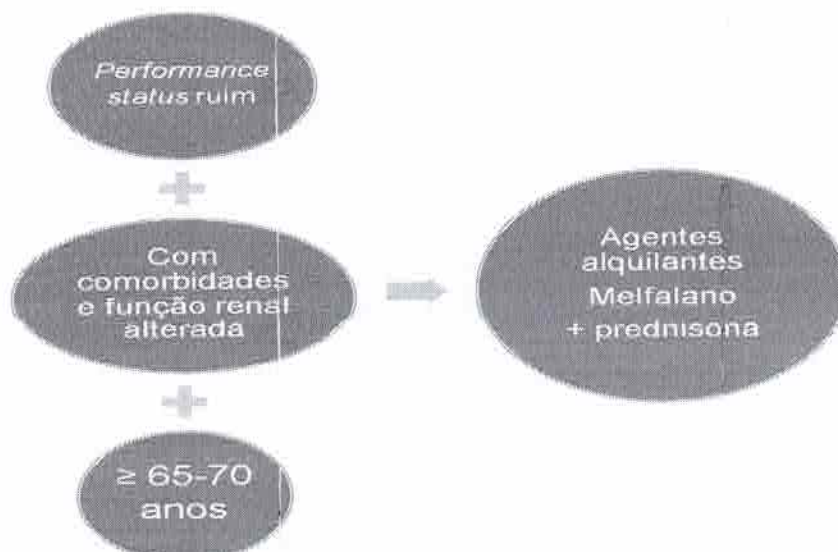 Performance
status ruim
+
Com
comorbidades
e função renal
alterada
+
≥ 65-70
anos
Agentes
alquilantes
Melfalano
+ prednisona